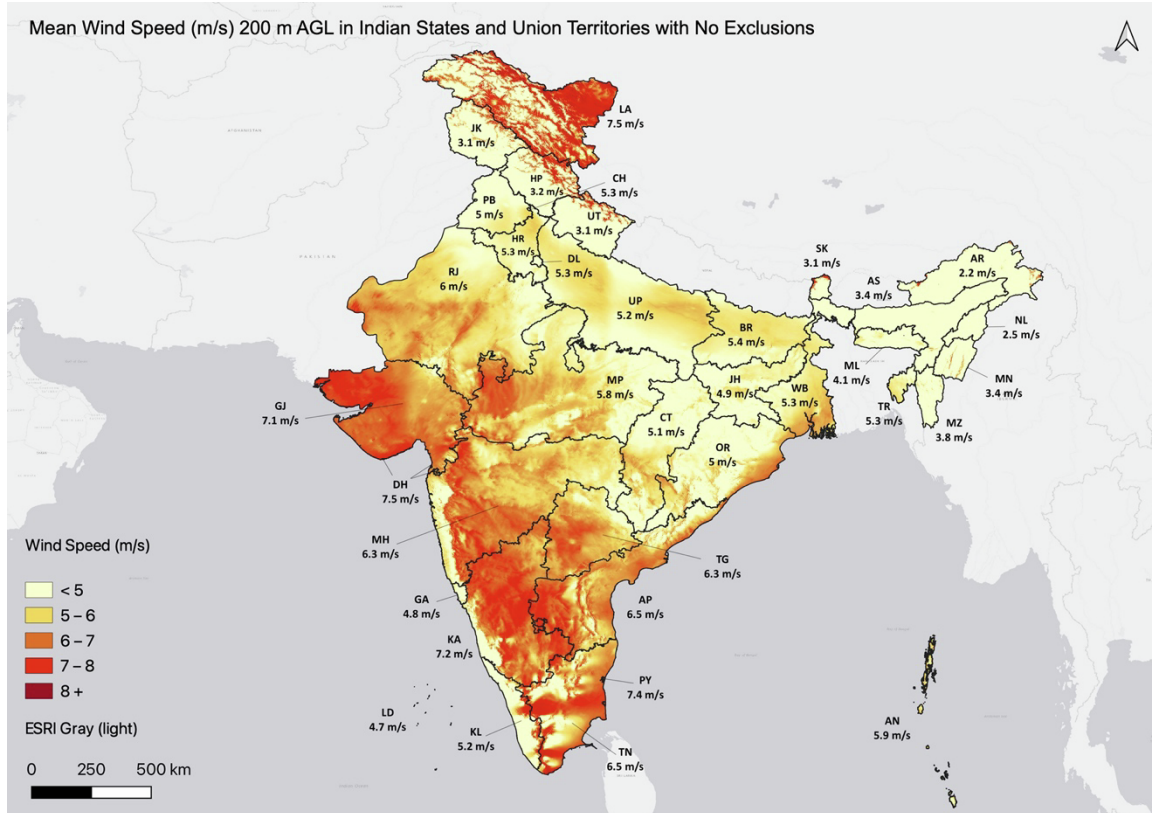 Mean Wind Speed (m/s) 200 m AGL in Indian States and Union Territories with No Exclusions
LA
7.5 m/s
JK
3.1 m/s
HP
3.2 m/s
CH
5.3 m/s
PB
5 m/s
UT
3.1 m/s
HR
5.3 m/s
DL
5.3 m/s
RJ
6 m/s
UP
5.2 m/s
SK
3.1 m/s
AS
3.4 m/s
AR
2.2 m/s
NL
2.5 m/s
BR
5.4 m/s
ML
4.1 m/s
MN
3.4 m/s
TR
5.3 m/s
MZ
3.8 m/s
MP
5.8 m/s
JH
4.9 m/s
WB
5.3 m/s
CT
5.1 m/s
OR
5 m/s
GJ
7.1 m/s
DH
7.5 m/s
MH
6.3 m/s
TG
6.3 m/s
GA
4.8 m/s
AP
6.5 m/s
KA
7.2 m/s
PY
7.4 m/s
LD
4.7 m/s
KL
5.2 m/s
TN
6.5 m/s
AN
5.9 m/s
Wind Speed (m/s)
< 5
5 – 6
6 – 7
7 – 8
8 +
ESRI Gray (light)
0 250 500 km